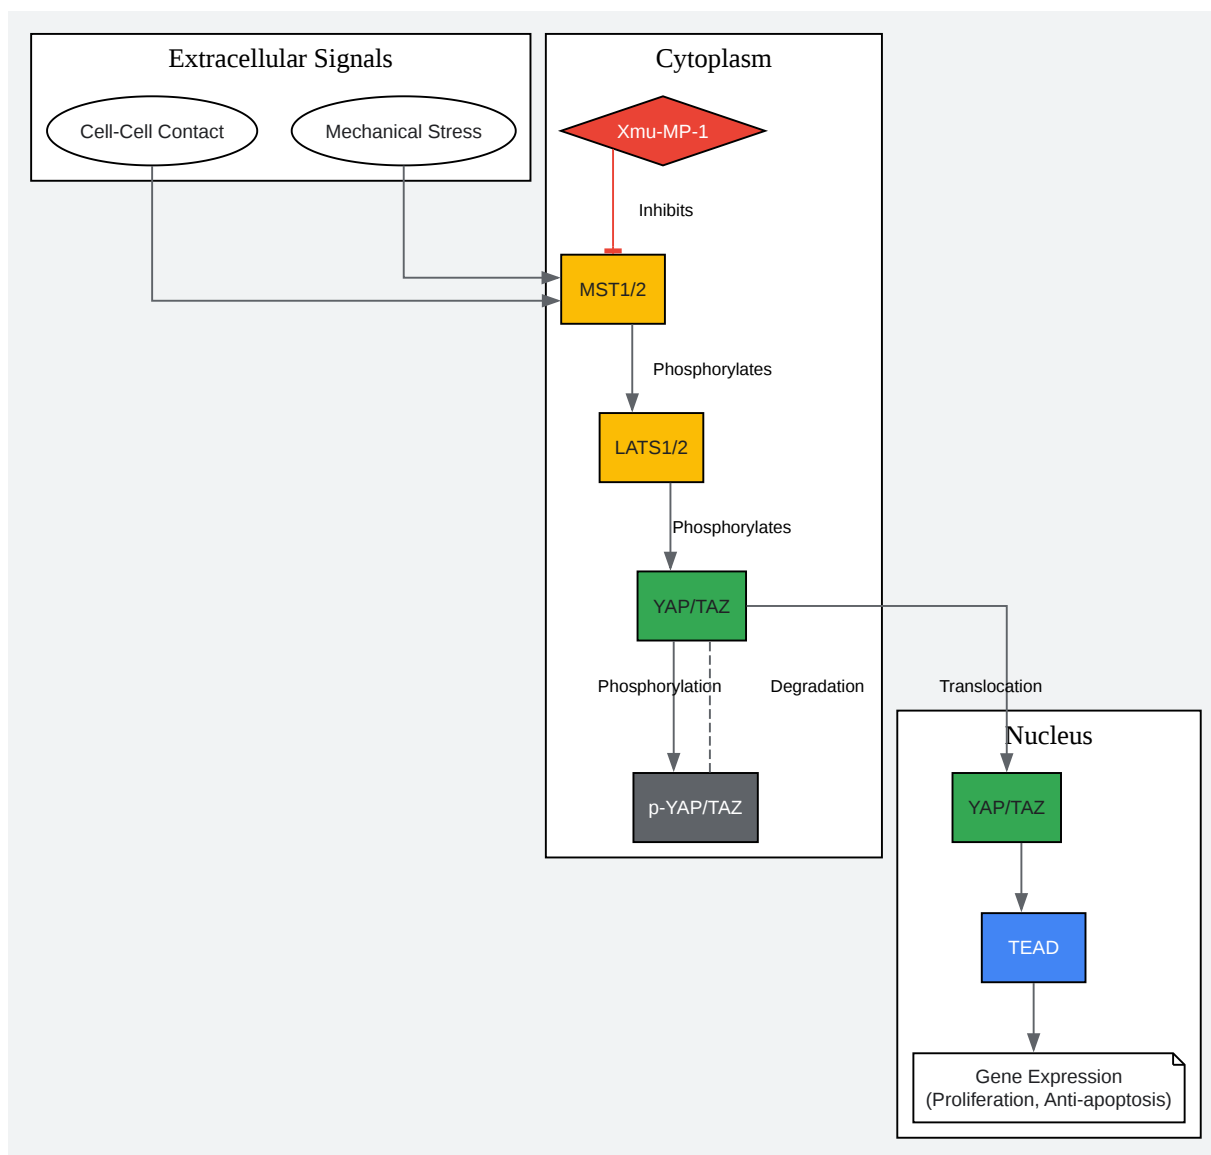 Extracellular Signals
Cytoplasm
Cell-Cell Contact
Mechanical Stress
Xmu-MP-1
Inhibits
MST1/2
Phosphorylates
LATS1/2
Phosphorylates
YAP/TAZ
Phosphorylation
Degradation
Translocation
Nucleus
p-YAP/TAZ
YAP/TAZ
TEAD
Gene Expression
(Proliferation, Anti-apoptosis)